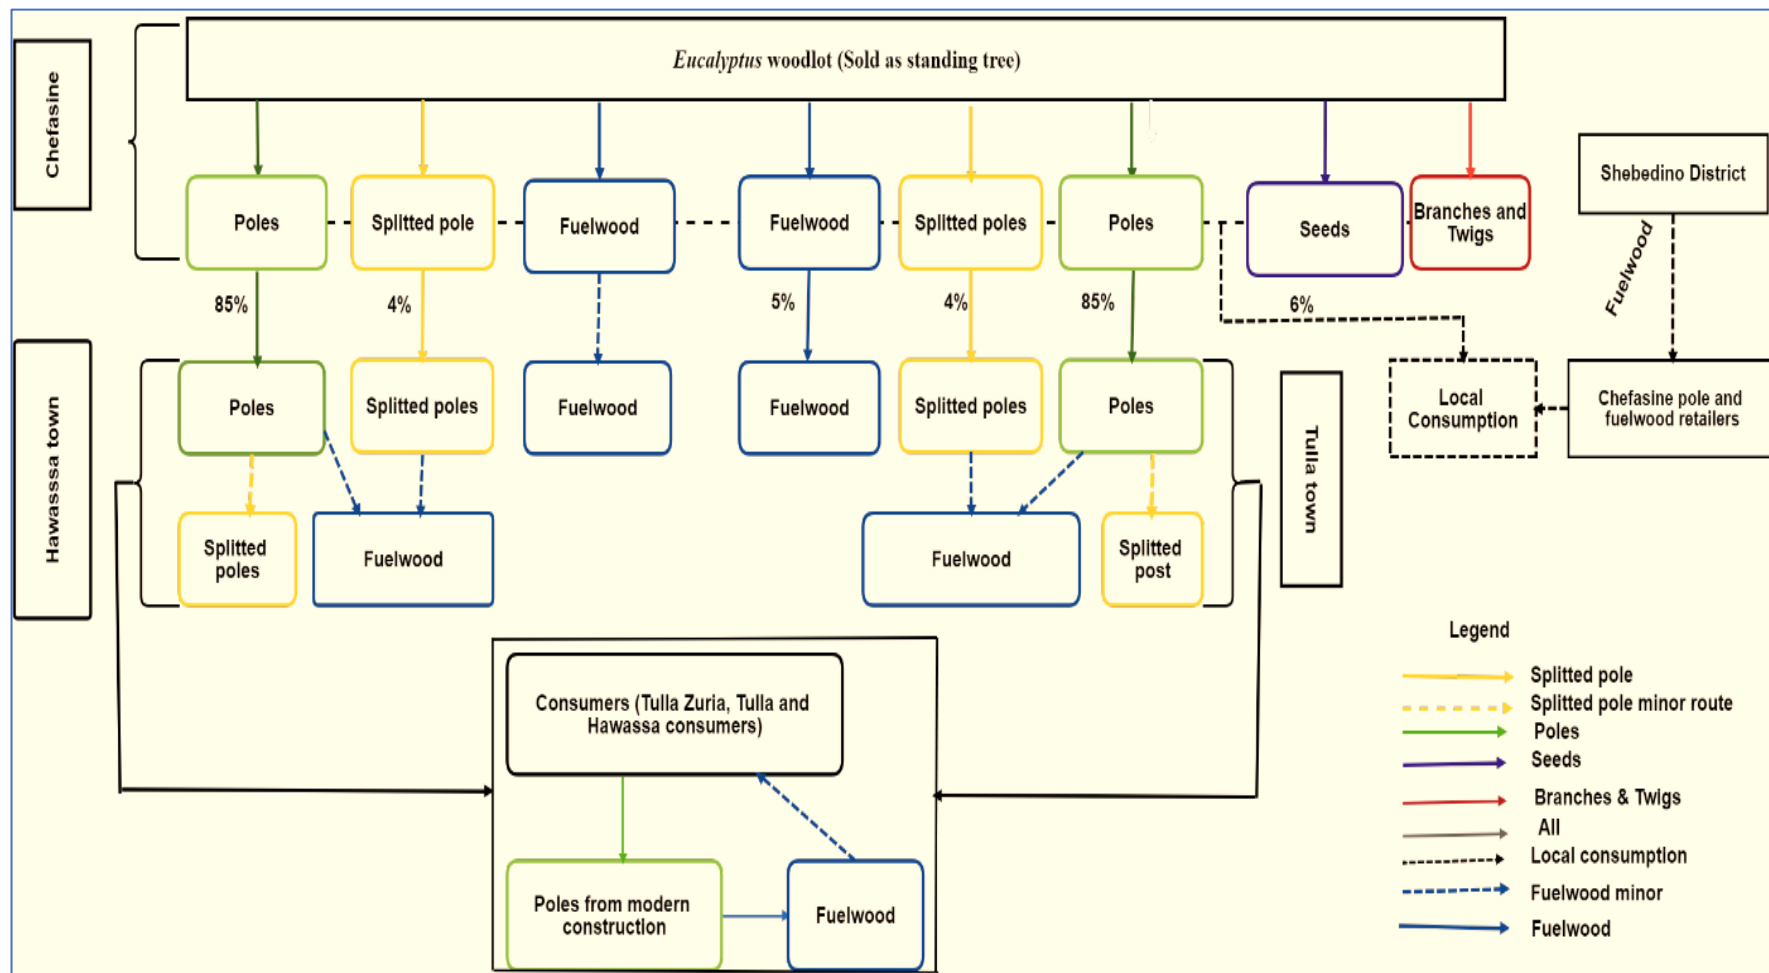 Chefasine
Eucalyptus woodlot (Sold as standing tree)
Shebedino District
Poles
Splitted pole
Fuelwood
Fuelwood
Splitted poles
Poles
Seeds
Branches and
Twigs
Fuelwood
85%
4%
5%
4%
85%
6%
Hawasssa town
Poles
Splitted poles
Fuelwood
Fuelwood
Splitted poles
Poles
Tulla town
Local
Consumption
Chefasine pole and
fuelwood retailers
Splitted
poles
Fuelwood
Fuelwood
Splitted
post
Consumers (Tulla Zuria, Tulla and
Hawassa consumers)
Poles from modern
construction
Fuelwood
Legend
Splitted pole
Splitted pole minor route
Poles
Seeds
Branches & Twigs
All
Local consumption
Fuelwood minor
Fuelwood